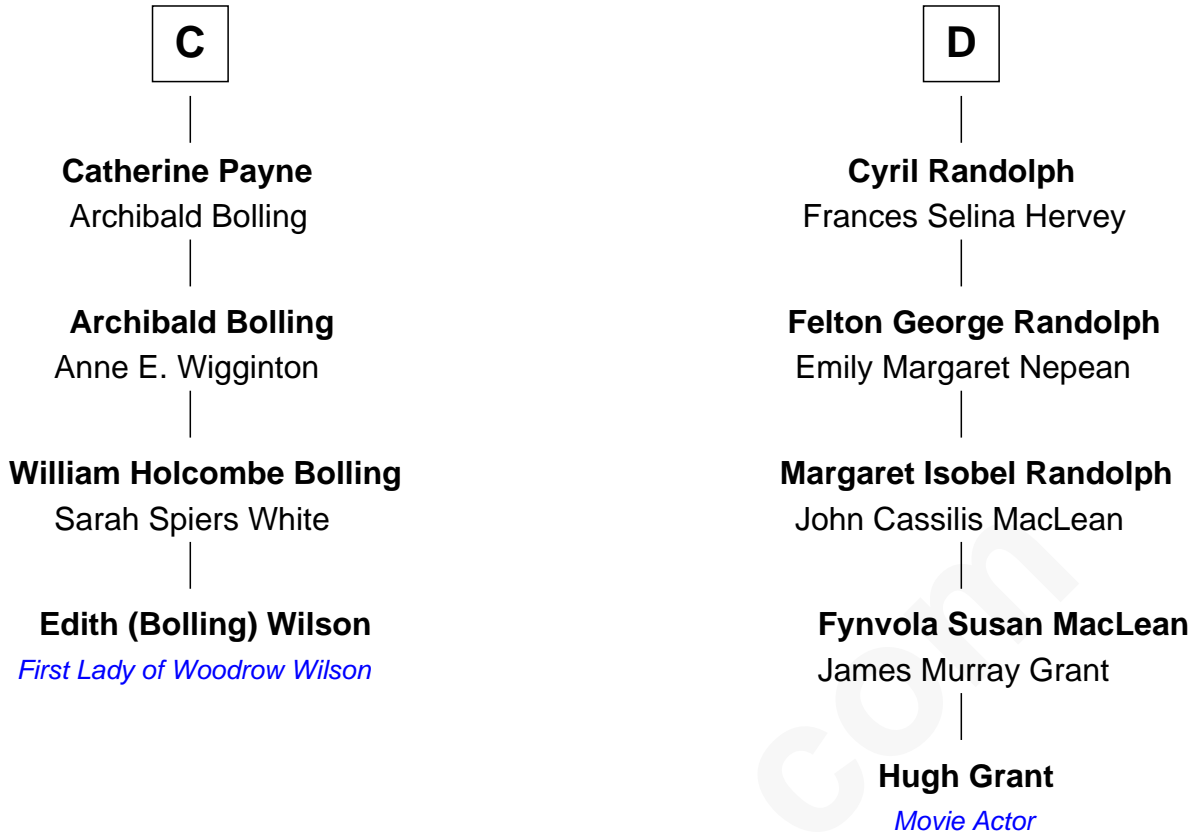 C
Catherine Payne
Archibald Bolling
Archibald Bolling
Anne E. Wigginton
William Holcombe Bolling
Sarah Spiers White
Edith (Bolling) Wilson
First Lady of Woodrow Wilson
D
Cyril Randolph
Frances Selina Hervey
Felton George Randolph
Emily Margaret Nepean
Margaret Isobel Randolph
John Cassilis MacLean
Fynvola Susan MacLean
James Murray Grant
Hugh Grant
Movie Actor
com